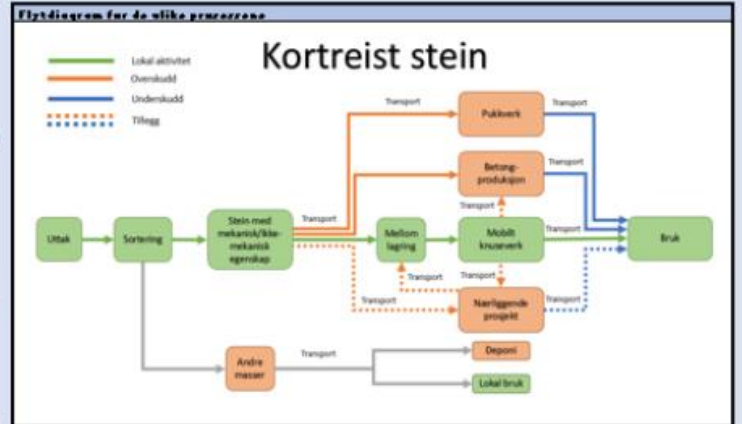 Flytdiagram for de ulike prosessene
Kortreist stein
Lokal aktivitet
Overskudd
Underskudd
Tillegg
Transport
Pukkverk
Transport
Betong-
produksjon
Transport
Transport
Uttak
Sortering
Stein med
mekanisk/ikke-
mekanisk
egenskap
Transport
Mellom
lagring
Mobilt
knuseverk
Transport
Bruk
Transport
Transport
Transport
Nærliggende
prosjekt
Transport
Andre
masser
Transport
Deponi
Lokal bruk